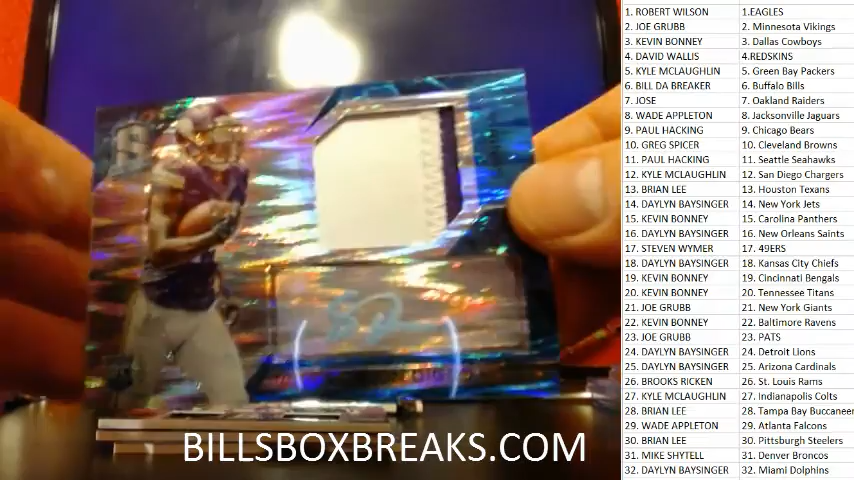 1. ROBERT WILSON 1.EAGLES
2. JOE GRUBB 2. Minnesota Vikings
3. KEVIN BONNEY 3. Dallas Cowboys
4. DAVID WALLIS 4.REDSKINS
5. KYLE MCLAUGHLIN 5. Green Bay Packers
6. BILL DA BREAKER 6. Buffalo Bills
7. JOSE 7. Oakland Raiders
8. WADE APPLETON 8. Jacksonville Jaguars
9. PAUL HACKING 9. Chicago Bears
10. GREG SPICER 10. Cleveland Browns
11. PAUL HACKING 11. Seattle Seahawks
12. KYLE MCLAUGHLIN 12. San Diego Chargers
13. BRIAN LEE 13. Houston Texans
14. DAYLYN BAYSINGER 14. New York Jets
15. KEVIN BONNEY 15. Carolina Panthers
16. DAYLYN BAYSINGER 16. New Orleans Saints
17. STEVEN WYMER 17. 49ERS
18. DAYLYN BAYSINGER 18. Kansas City Chiefs
19. KEVIN BONNEY 19. Cincinnati Bengals
20. KEVIN BONNEY 20. Tennessee Titans
21. JOE GRUBB 21. New York Giants
22. KEVIN BONNEY 22. Baltimore Ravens
23. JOE GRUBB 23. PATS
24. DAYLYN BAYSINGER 24. Detroit Lions
25. DAYLYN BAYSINGER 25. Arizona Cardinals
26. BROOKS RICKEN 26. St. Louis Rams
27. KYLE MCLAUGHLIN 27. Indianapolis Colts
28. BRIAN LEE 28. Tampa Bay Buccaneer
29. WADE APPLETON 29. Atlanta Falcons
30. BRIAN LEE 30. Pittsburgh Steelers
31. MIKE SHYTELL 31. Denver Broncos
32. DAYLYN BAYSINGER 32. Miami Dolphins
BILLSBOXBREAKS.COM